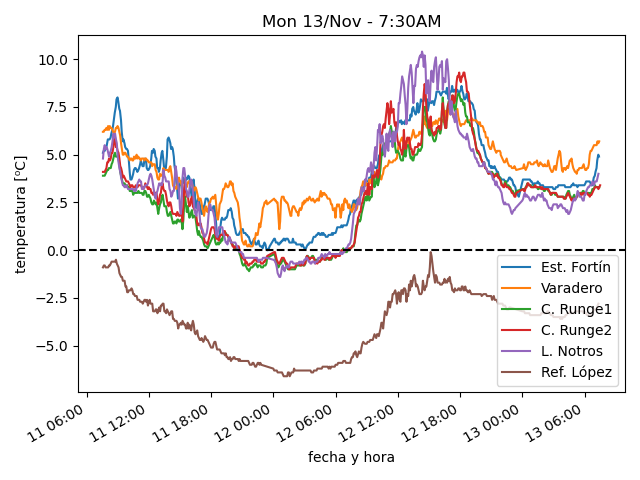 Mon 13/Nov - 7:30AM
temperatura [ºC]
10.0
7.5
5.0
2.5
0.0
−2.5
−5.0
Est. Fortín
Varadero
C. Runge1
C. Runge2
L. Notros
Ref. López
11 06:00
11 12:00
11 18:00
12 00:00
12 06:00
12 12:00
12 18:00
13 00:00
13 06:00
fecha y hora